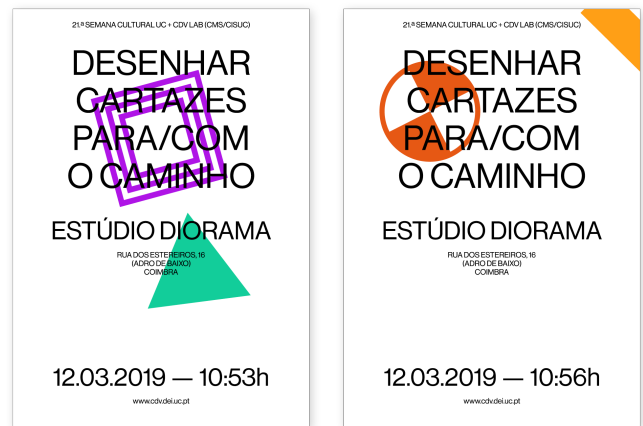 21.ª SEMANA CULTURAL UC + CDV LAB (CMS/CISUC)
DESENHAR
CARTAZES
PARA/COM
O CAMINHO
ESTÚDIO DIORAMA
RUA DOS ESTEREIROS, 16
(ADRO DE BAIXO)
COIMBRA
12.03.2019 — 10:53h
www.cdv.dei.uc.pt
21.ª SEMANA CULTURAL UC + CDV LAB (CMS/CISUC)
DESENHAR
CARTAZES
PARA/COM
O CAMINHO
ESTÚDIO DIORAMA
RUA DOS ESTEREIROS, 16
(ADRO DE BAIXO)
COIMBRA
12.03.2019 — 10:56h
www.cdv.dei.uc.pt